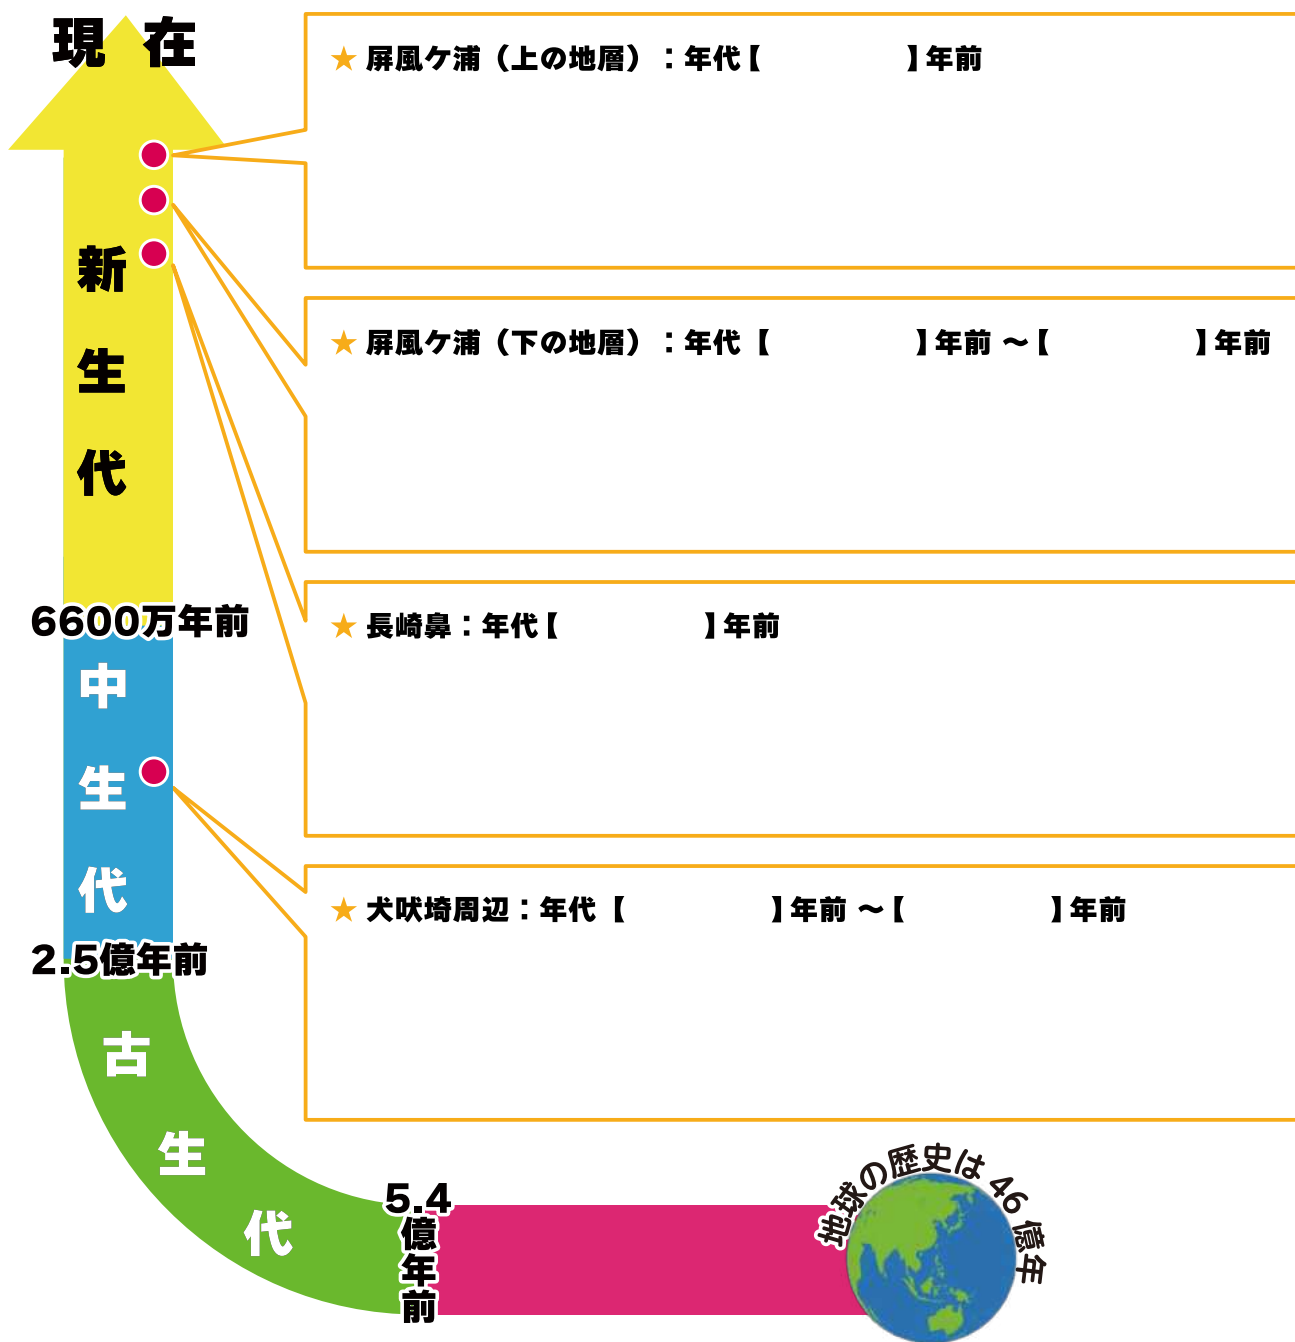 現在
★屏風ケ浦（上の地層）：年代【　　　】年前
★屏風ケ浦（下の地層）：年代【　　　】年前～【　　　】年前
新生代
6600万年前
★長崎鼻：年代【　　　】年前
中生代
★犬吠埼周辺：年代【　　　】年前～【　　　】年前
2.5億年前
古生代
5.4億年前
地球の歴史は46億年